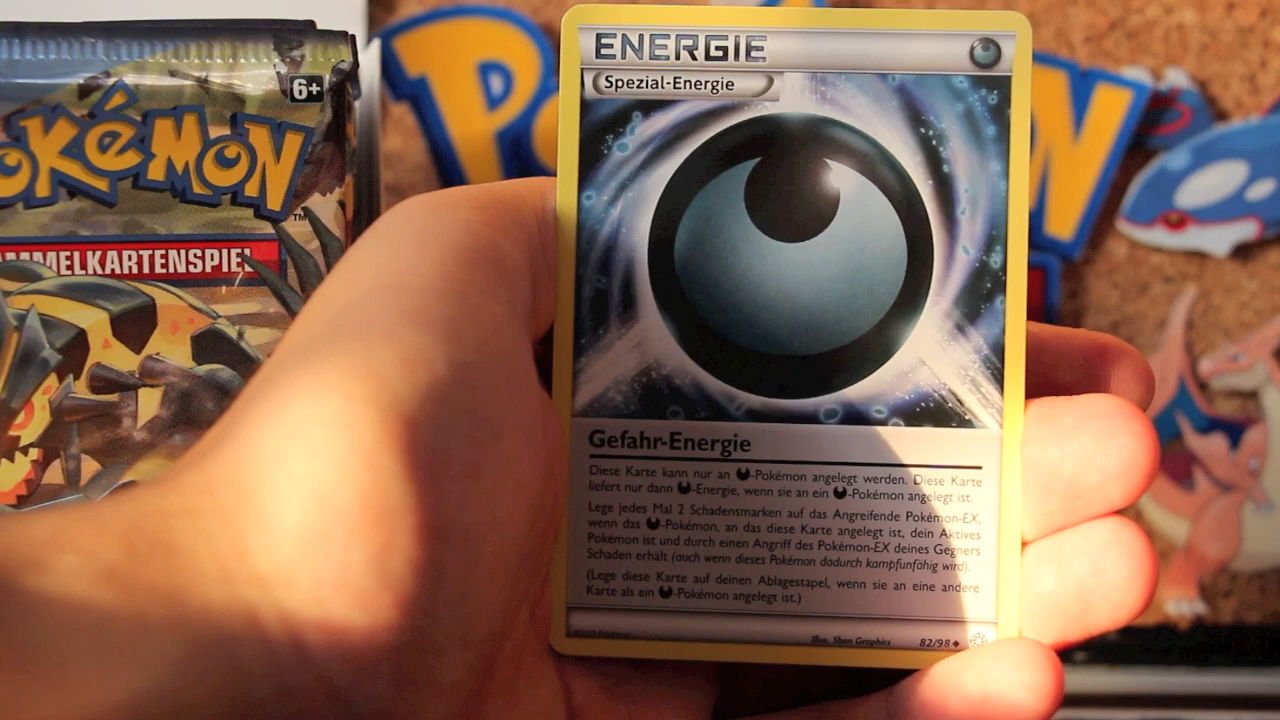 6+
POKÉMON
TM
MMELKARTENSPIEL
ENERGIE
Spezial-Energie
Gefahr-Energie
Diese Karte kann nur an -Pokémon angelegt werden. Diese Karte
liefert nur dann -Energie, wenn sie an ein -Pokémon angelegt ist.
Lege jedes Mal 2 Schadensmarken auf das Angreifende Pokémon-EX,
wenn das -Pokémon, an das diese Karte angelegt ist, dein Aktives
Pokémon ist und durch einen Angriff des Pokémon-EX deines Gegners
Schaden erhält (auch wenn dieses Pokémon dadurch kampfunfähig wird).
(Lege diese Karte auf deinen Ablagestapel, wenn sie an eine andere
Karte als ein -Pokémon angelegt ist.)
Illus. 5ban Graphics
82/98